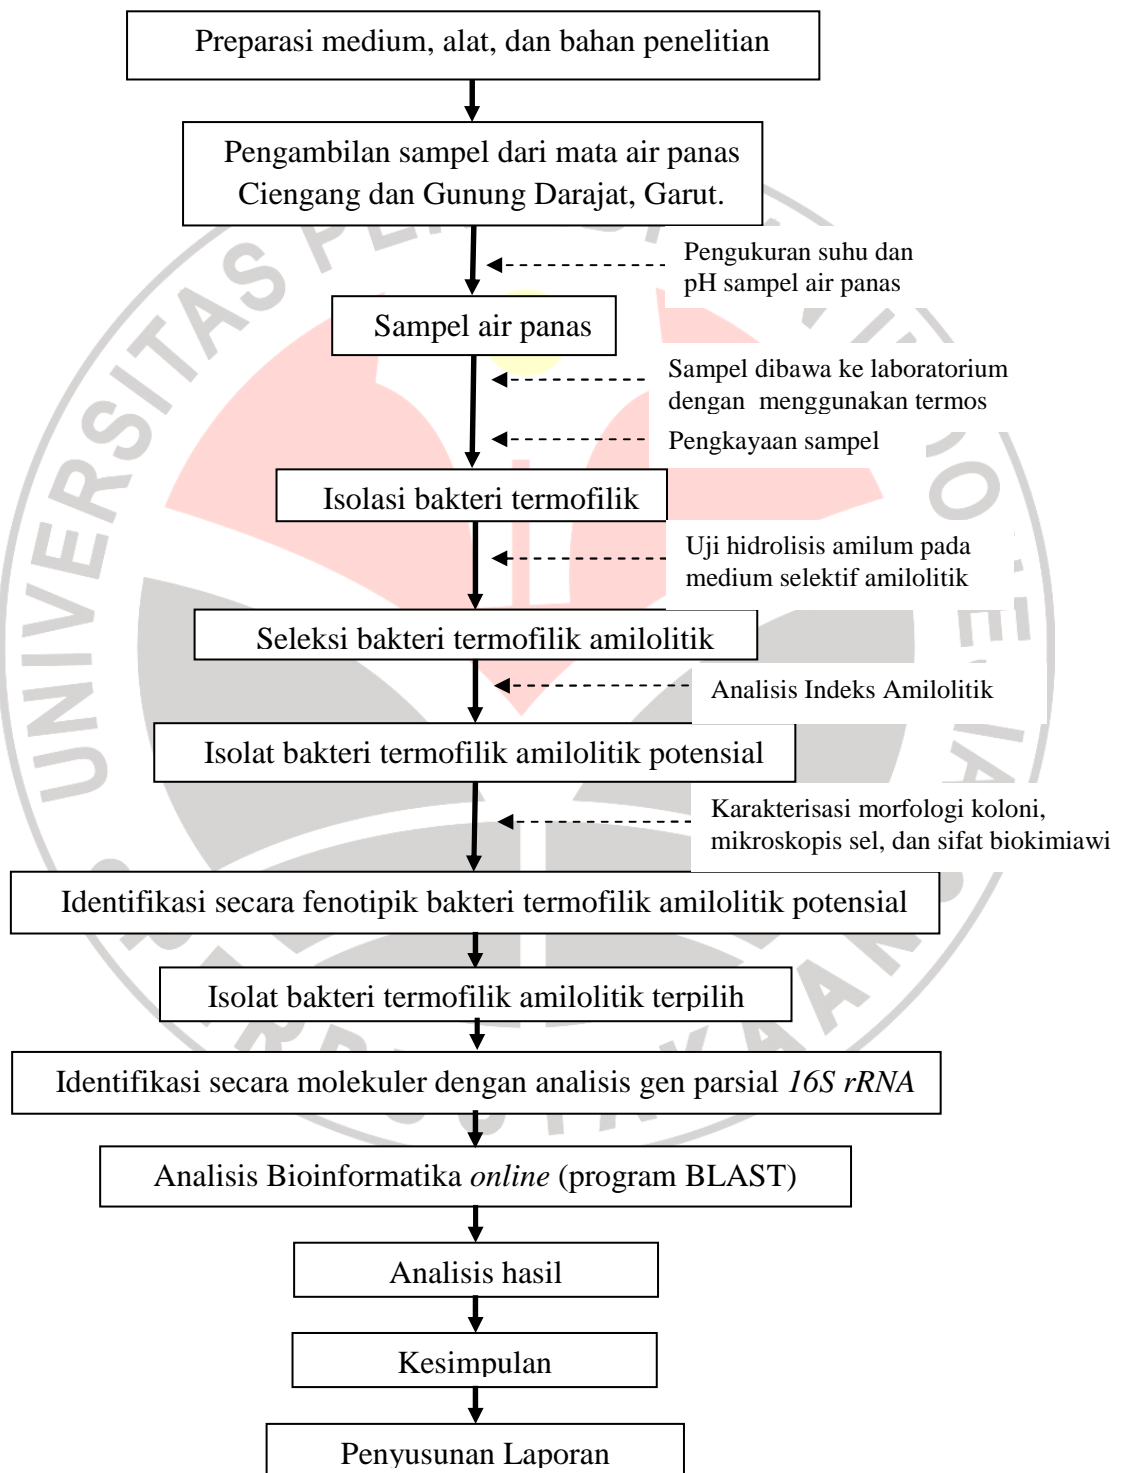 Preparasi medium, alat, dan bahan penelitian
Pengambilan sampel dari mata air panas
Ciengang dan Gunung Darajat, Garut.
Pengukuran suhu dan
pH sampel air panas
Sampel air panas
Sampel dibawa ke laboratorium
dengan menggunakan termos
Pengkayaan sampel
Isolasi bakteri termofilik
Uji hidrolisis amilum pada
medium selektif amilolitik
Seleksi bakteri termofilik amilolitik
Analisis Indeks Amilolitik
Isolat bakteri termofilik amilolitik potensial
Karakterisasi morfologi koloni,
mikroskopis sel, dan sifat biokimiawi
Identifikasi secara fenotipik bakteri termofilik amilolitik potensial
Isolat bakteri termofilik amilolitik terpilih
Identifikasi secara molekuler dengan analisis gen parsial 16S rRNA
Analisis Bioinformatika online (program BLAST)
Analisis hasil
Kesimpulan
Penyusunan Laporan
UNIVERSITAS